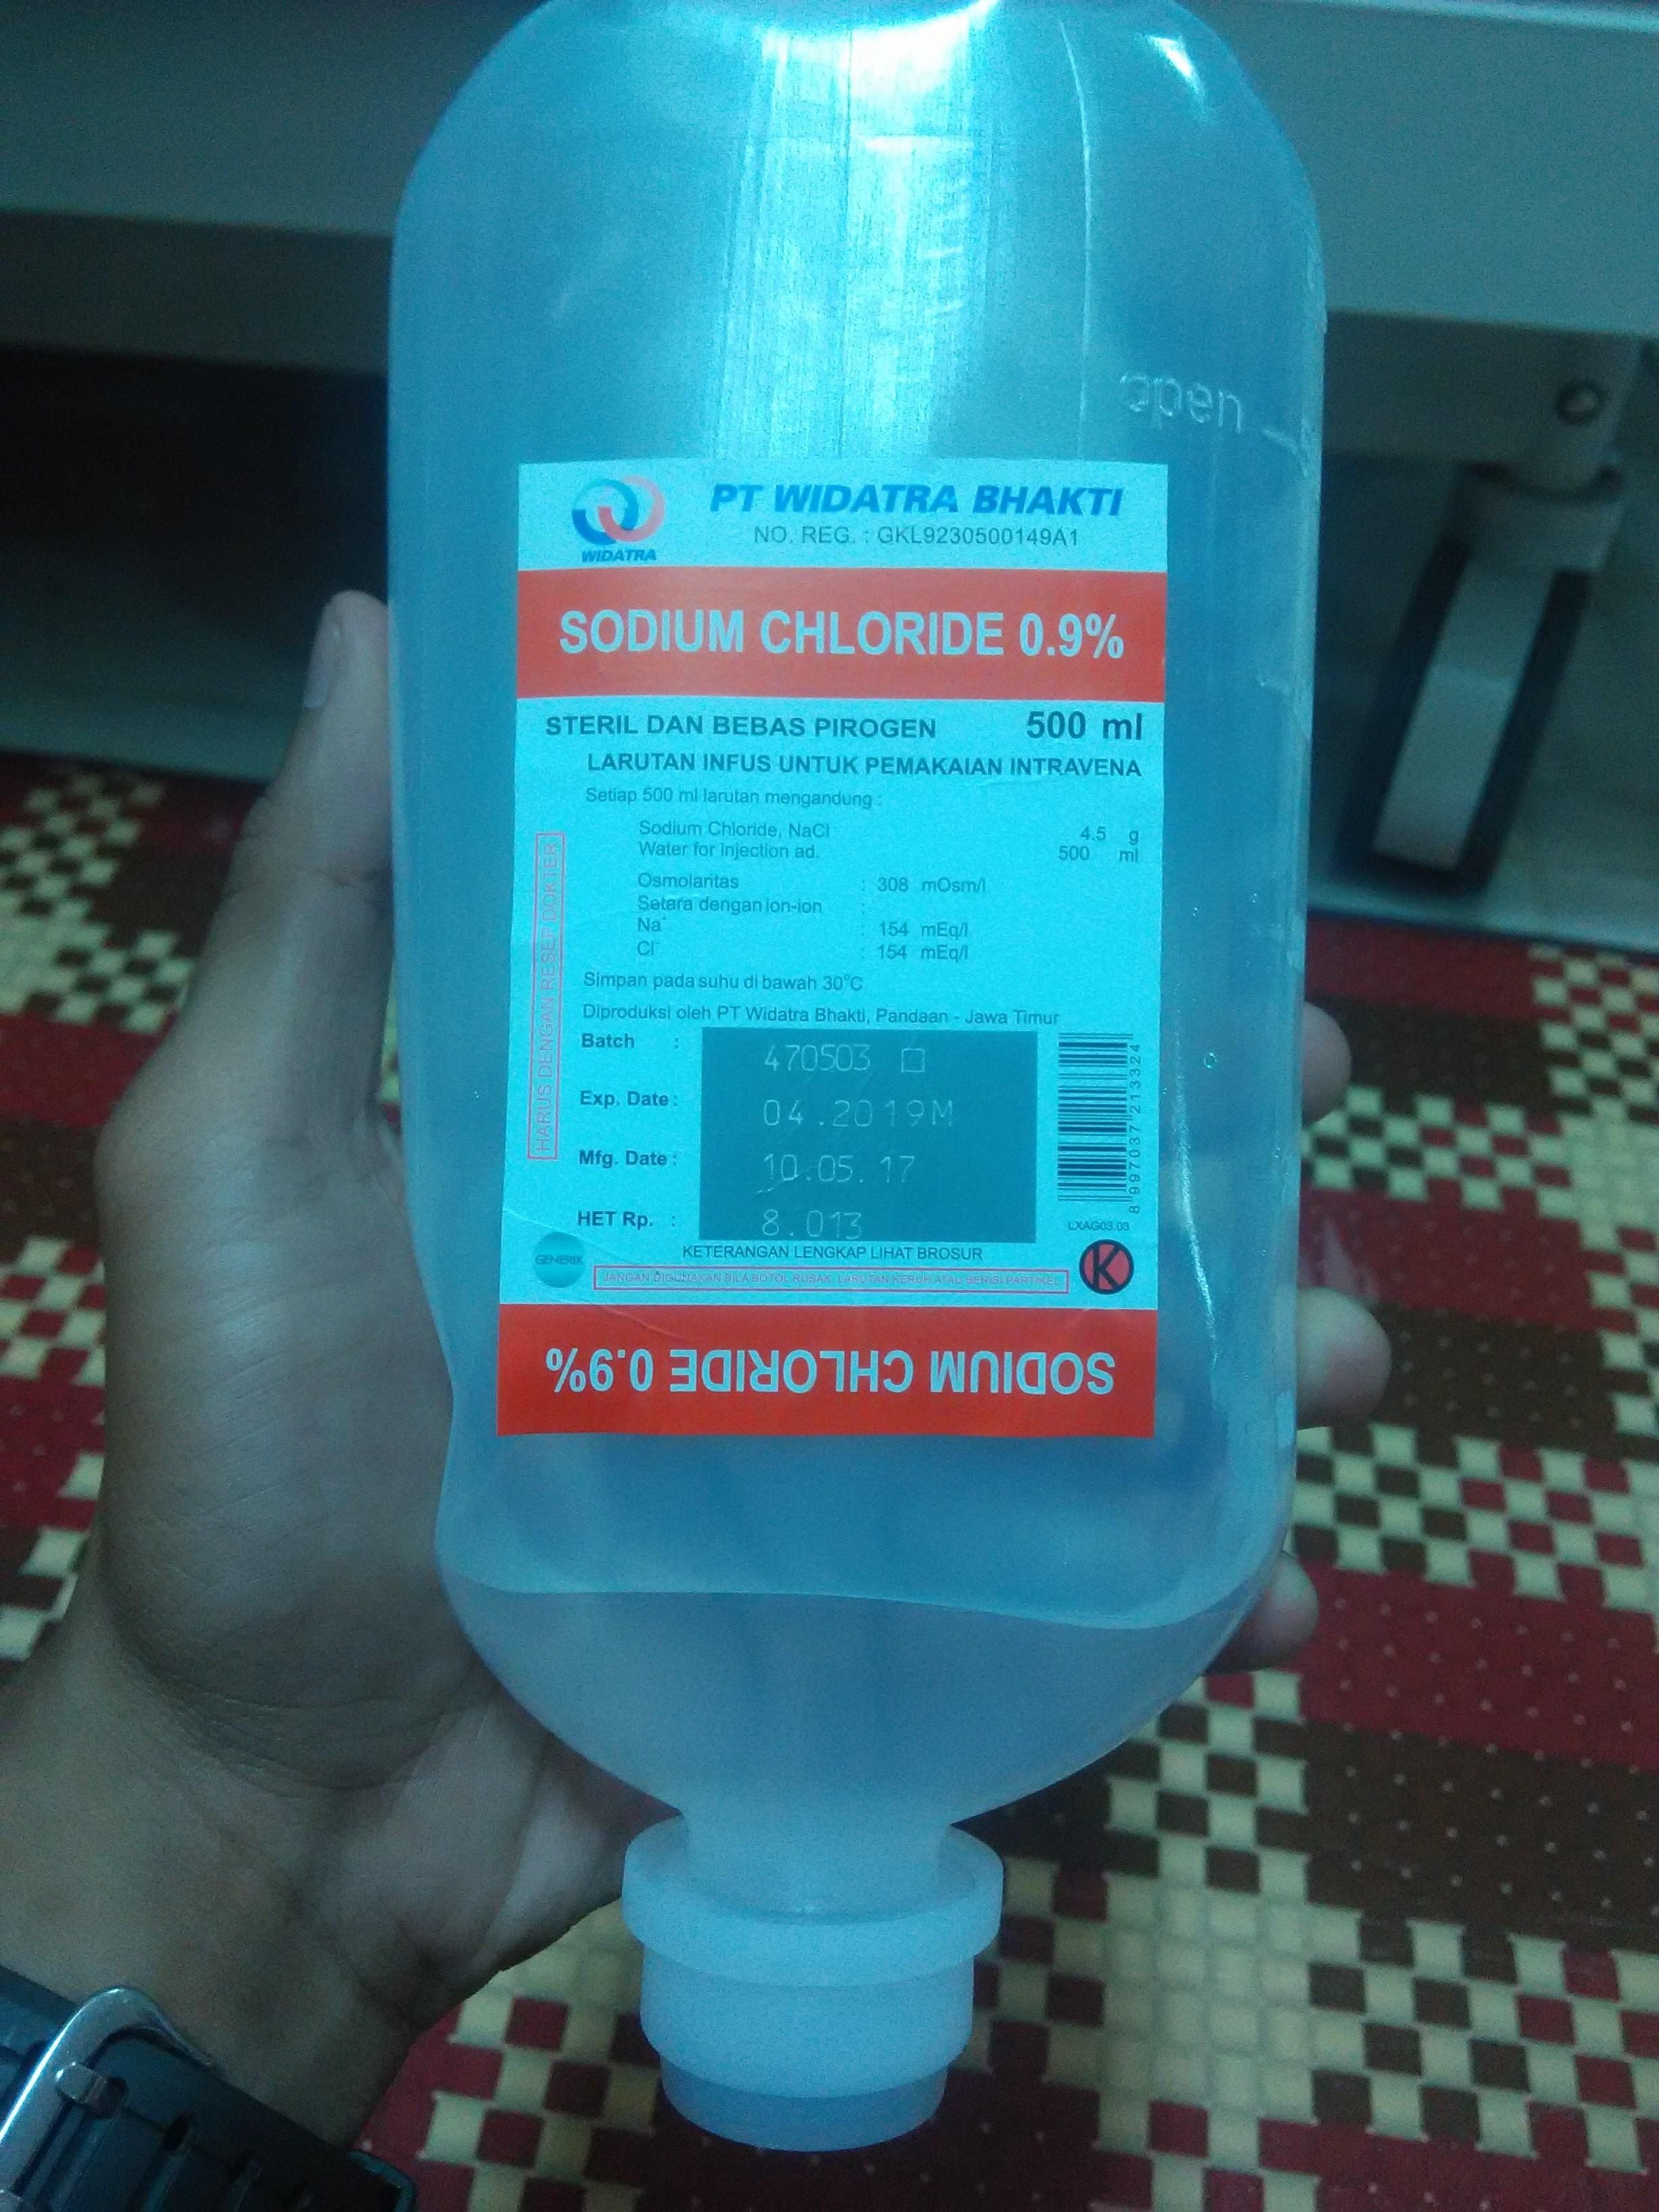 open
WIDATRA
PT WIDATRA BHAKTI
NO. REG. : GKL9230500149A1
SODIUM CHLORIDE 0.9%
STERIL DAN BEBAS PIROGEN 500 ml
LARUTAN INFUS UNTUK PEMAKAIAN INTRAVENA
Setiap 500 ml larutan mengandung :
Sodium Chloride, NaCl 4.5 g
Water for Injection ad. 500 ml
Osmolaritas : 308 mOsm/l
Setara dengan ion-ion :
Na⁺ : 154 mEq/l
Cl⁻ : 154 mEq/l
Simpan pada suhu di bawah 30°C
Diproduksi oleh PT Widatra Bhakti, Pandaan - Jawa Timur
HARUS DENGAN RESEP DOKTER
Batch : 470503
Exp. Date : 04.2019M
Mfg. Date : 10.05.17
HET Rp. : 8.013
8 997037 213324
LXAG03.03
GENERIK
KETERANGAN LENGKAP LIHAT BROSUR
JANGAN DIGUNAKAN BILA BOTOL RUSAK, LARUTAN KERUH ATAU BERISI PARTIKEL
K
SODIUM CHLORIDE 0.9%